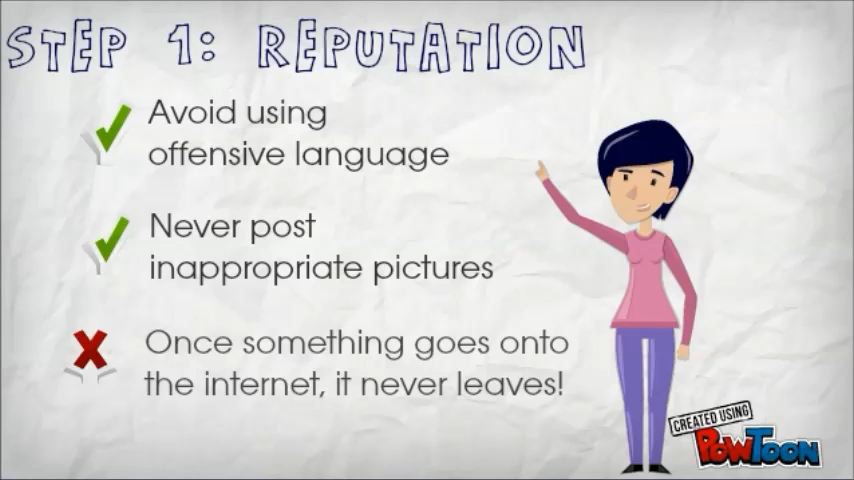 STEP 1: REPUTATION
Avoid using
offensive language
Never post
inappropriate pictures
Once something goes onto
the internet, it never leaves!
CREATED USING
POWTOON